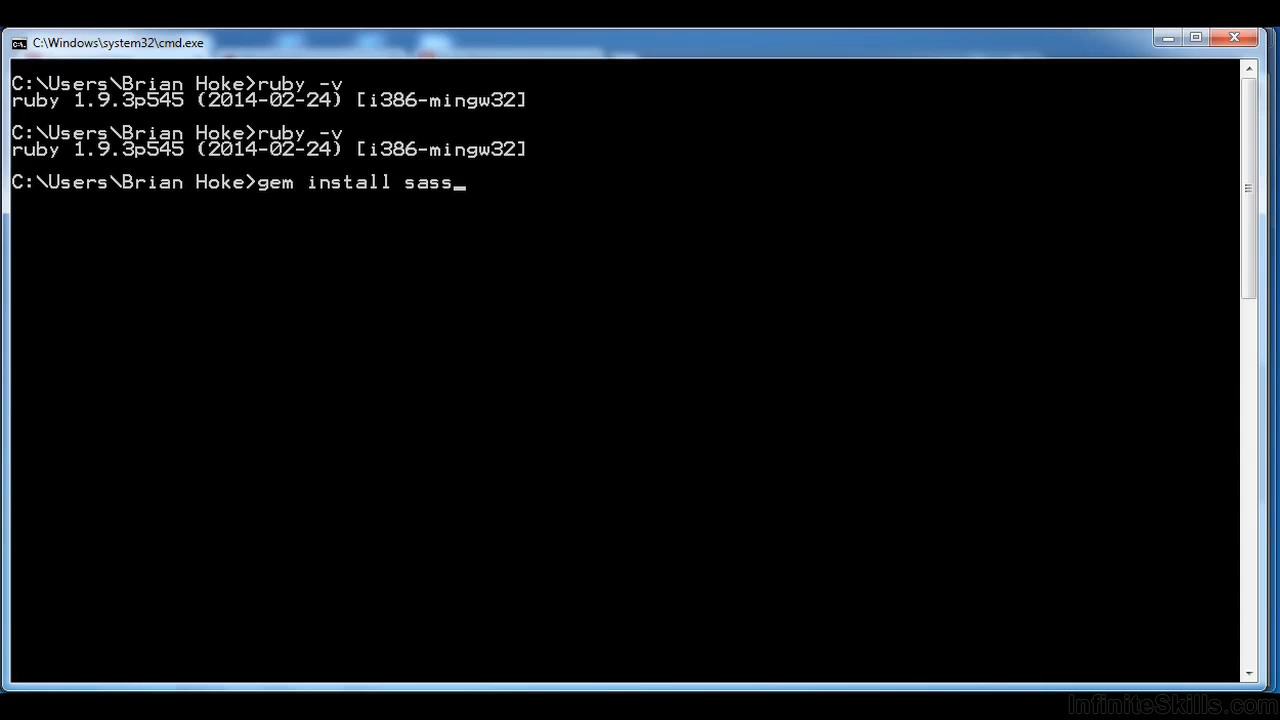 C:\Windows\system32\cmd.exe
C:\Users\Brian Hoke>ruby -v
ruby 1.9.3p545 (2014-02-24) [i386-mingw32]
C:\Users\Brian Hoke>ruby -v
ruby 1.9.3p545 (2014-02-24) [i386-mingw32]
C:\Users\Brian Hoke>gem install sass_
InfiniteSkills.com